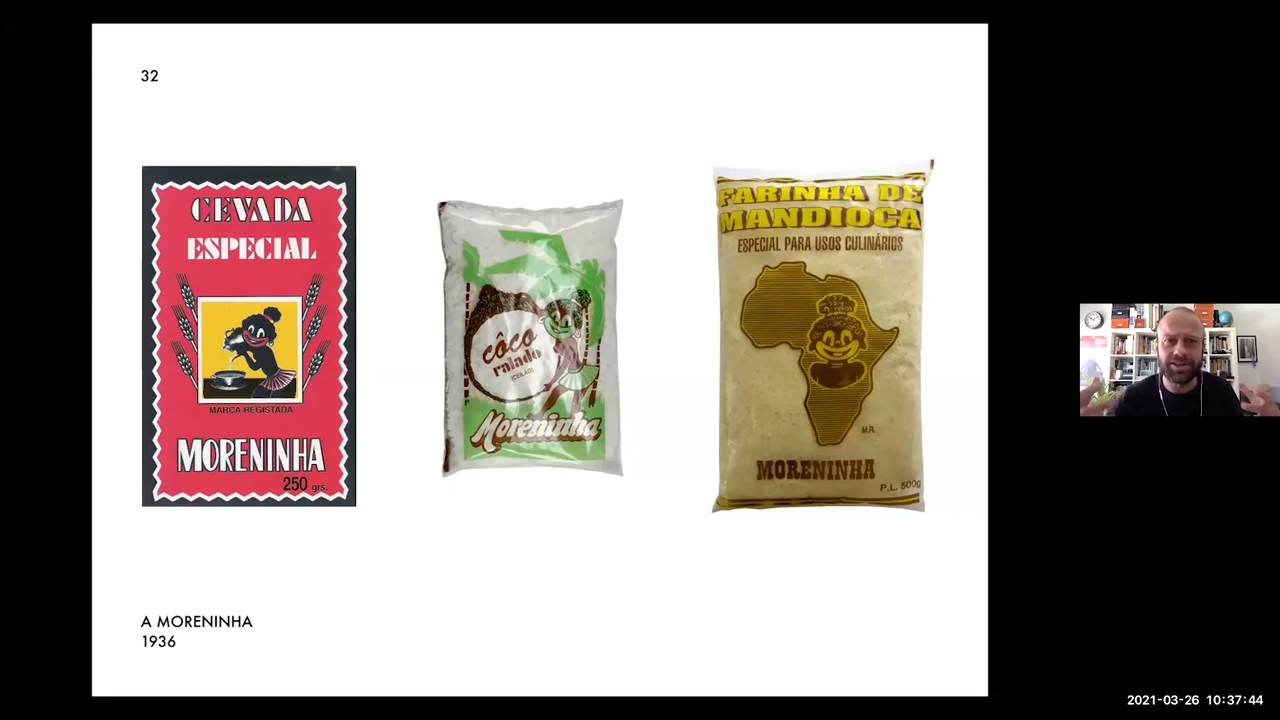 32
CEVADA
ESPECIAL
MARCA REGISTADA
MORENINHA
250 grs.
côco
ralado
(CEILÃO)
Moreninha
FARINHA DE
MANDIOCA
ESPECIAL PARA USOS CULINÁRIOS
M.R.
MORENINHA
P.L. 500g
A MORENINHA
1936
2021-03-26 10:37:44